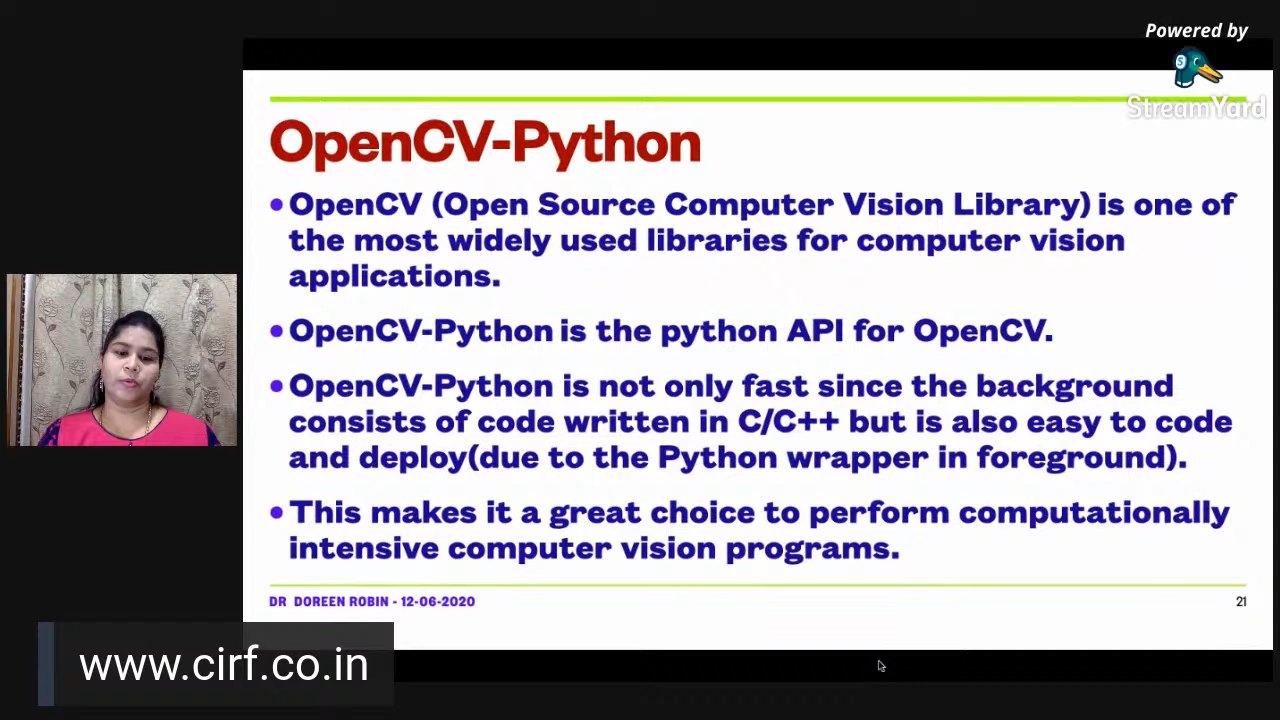 Powered by
StreamYard
OpenCV-Python
• OpenCV (Open Source Computer Vision Library) is one of
the most widely used libraries for computer vision
applications.
• OpenCV-Python is the python API for OpenCV.
• OpenCV-Python is not only fast since the background
consists of code written in C/C++ but is also easy to code
and deploy(due to the Python wrapper in foreground).
• This makes it a great choice to perform computationally
intensive computer vision programs.
DR DOREEN ROBIN - 12-06-2020
21
www.cirf.co.in